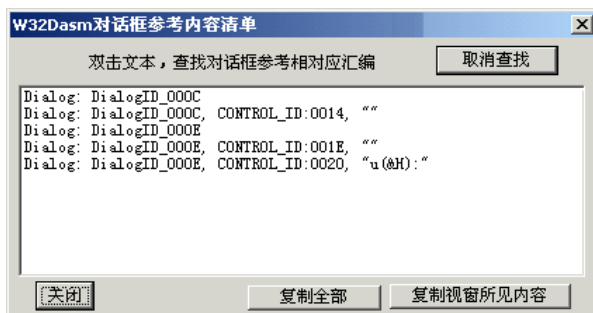 W32Dasm对话框参考内容清单
双击文本，查找对话框参考相对应汇编
取消查找
Dialog: DialogID_000C
Dialog: DialogID_000C, CONTROL_ID:0014, ""
Dialog: DialogID_000E
Dialog: DialogID_000E, CONTROL_ID:001E, ""
Dialog: DialogID_000E, CONTROL_ID:0020, "u(&H):"
关闭
复制全部
复制视窗所见内容